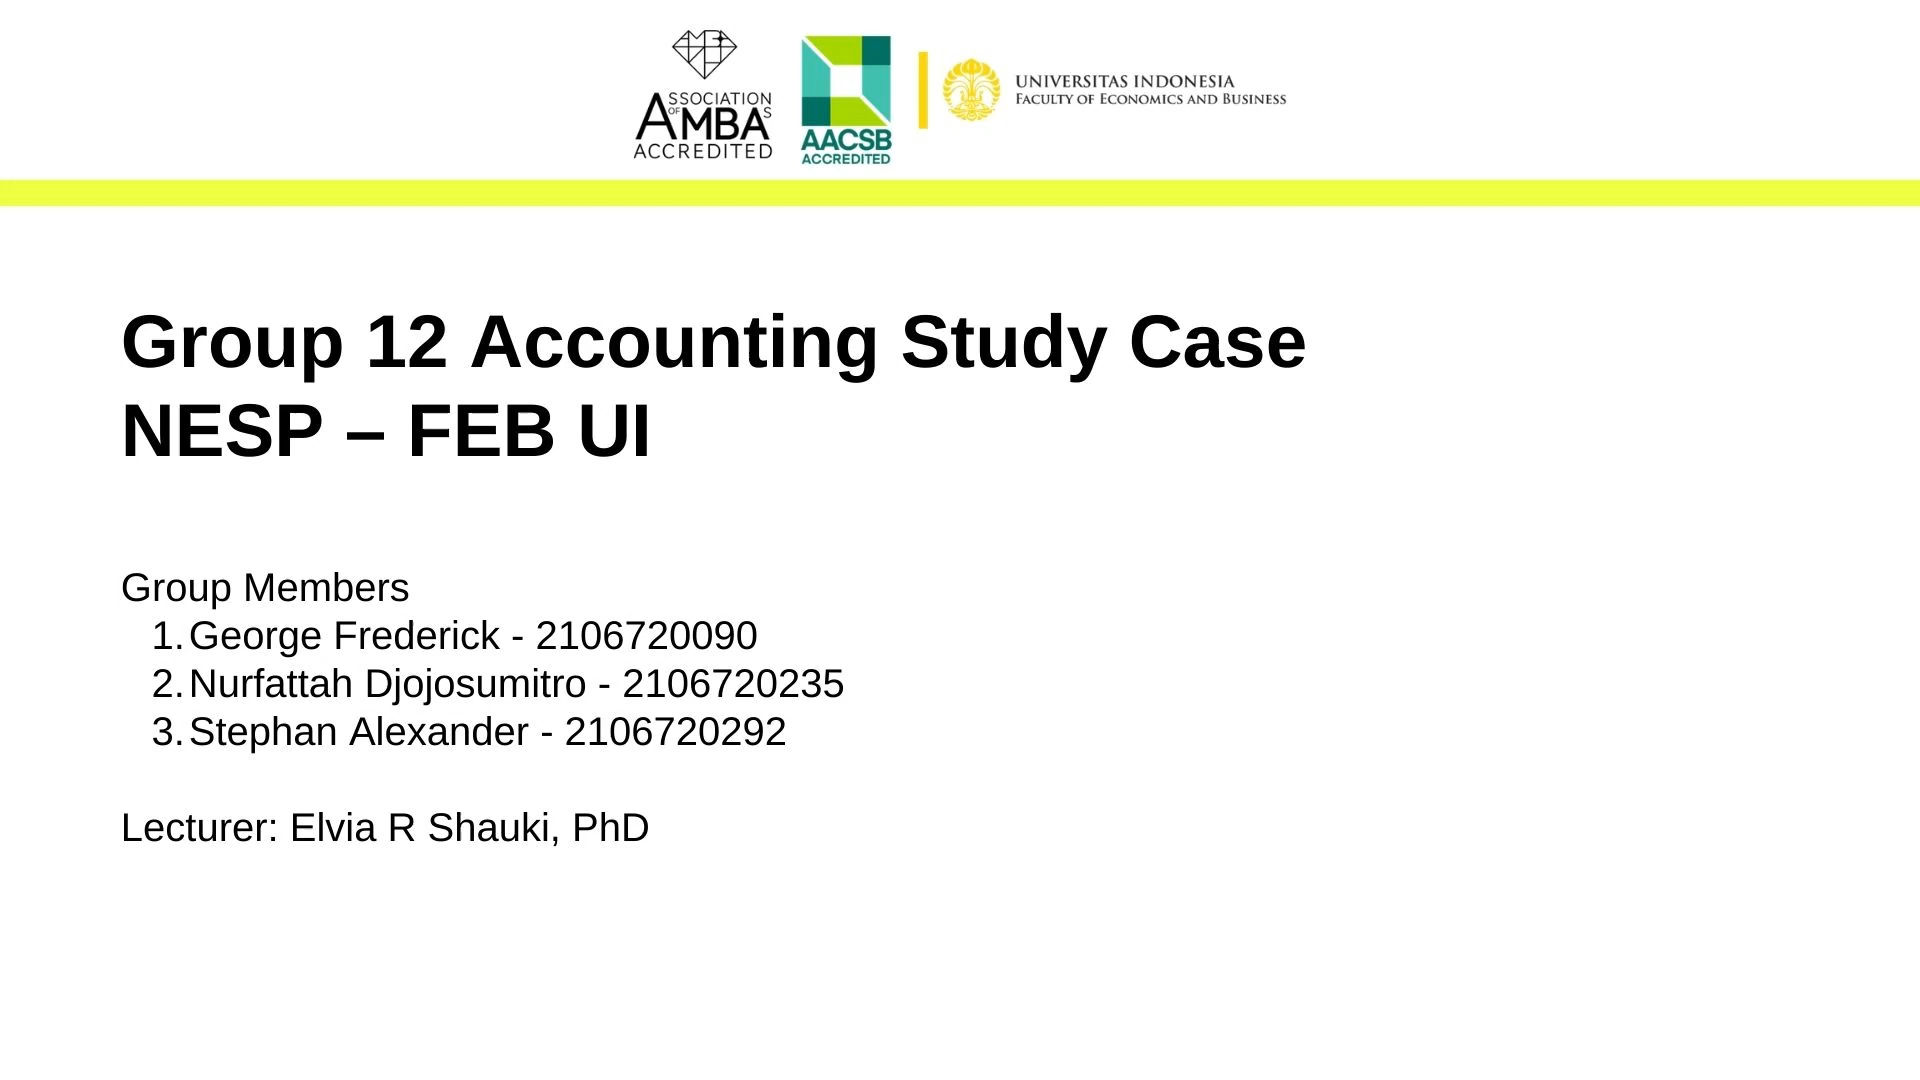 ASSOCIATION
OF MBAS
ACCREDITED
AACSB
ACCREDITED
UNIVERSITAS INDONESIA
FACULTY OF ECONOMICS AND BUSINESS
Group 12 Accounting Study Case
NESP – FEB UI
Group Members
1. George Frederick - 2106720090
2. Nurfattah Djojosumitro - 2106720235
3. Stephan Alexander - 2106720292
Lecturer: Elvia R Shauki, PhD